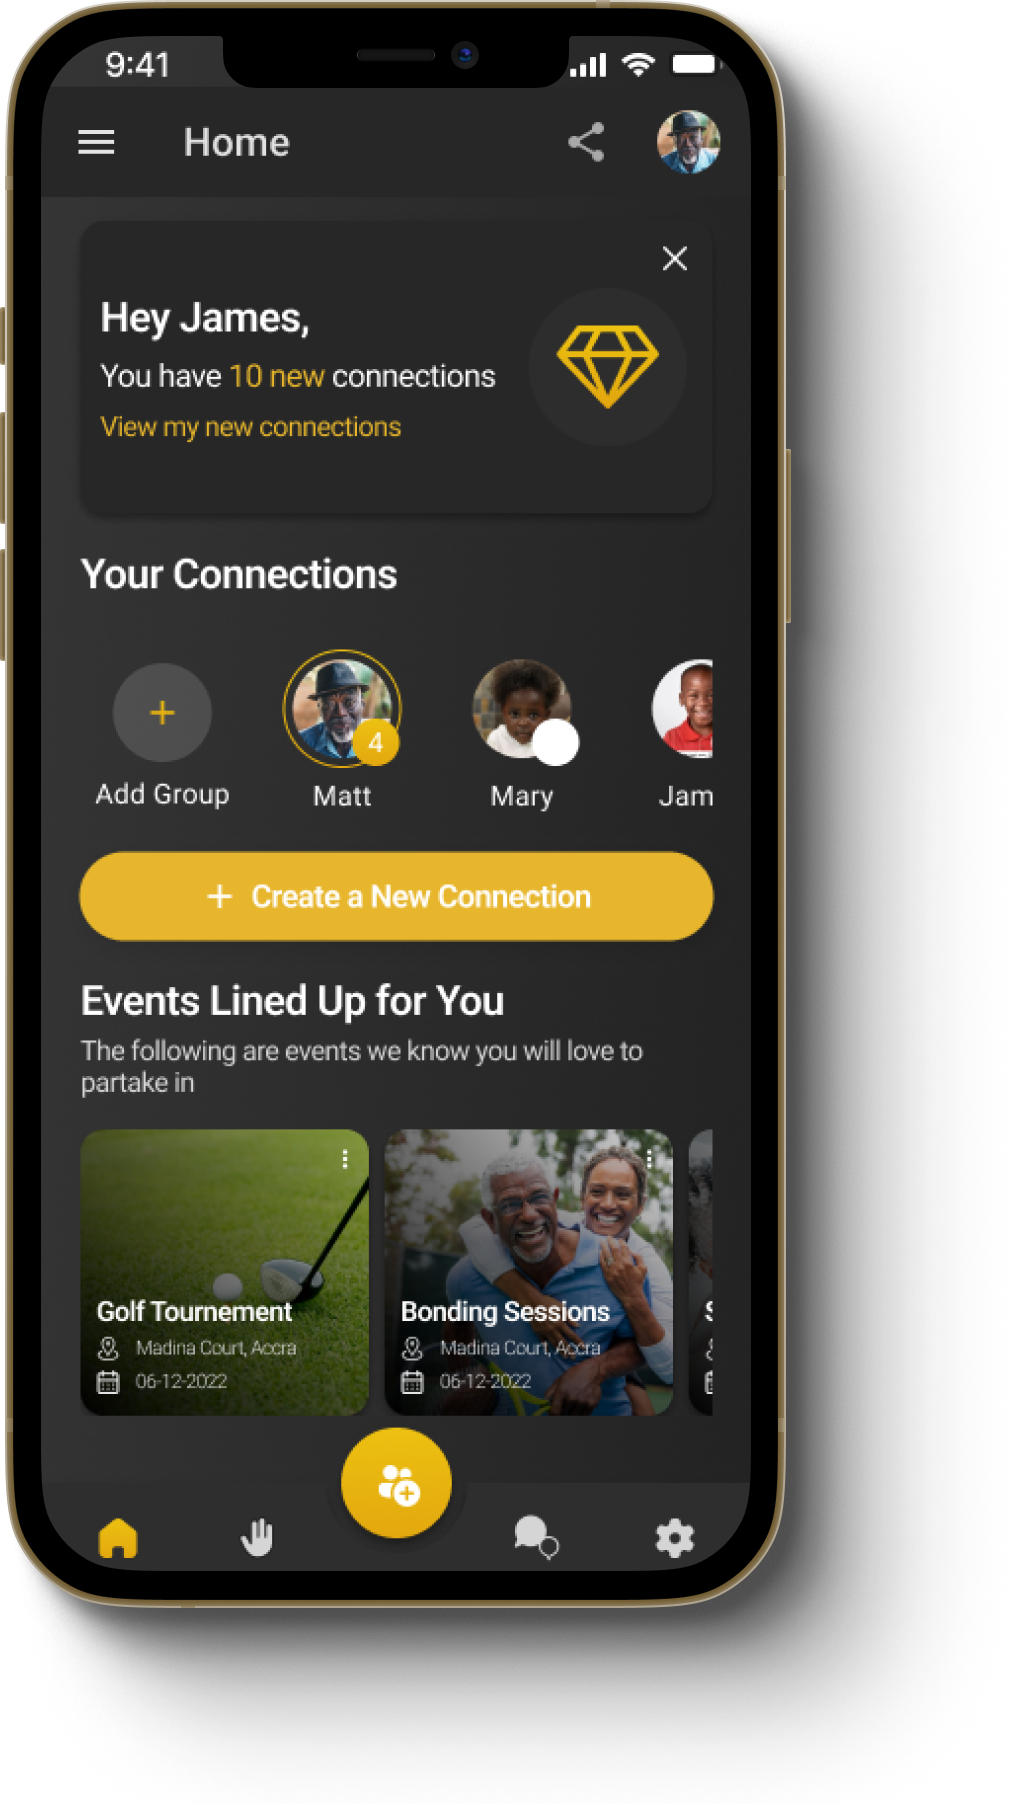 9:41
Home
Hey James,
You have 10 new connections
View my new connections
Your Connections
4
Add Group
Matt
Mary
Jam
+ Create a New Connection
Events Lined Up for You
The following are events we know you will love to
partake in
Golf Tournement
Madina Court, Accra
06-12-2022
Bonding Sessions
Madina Court, Accra
06-12-2022
S